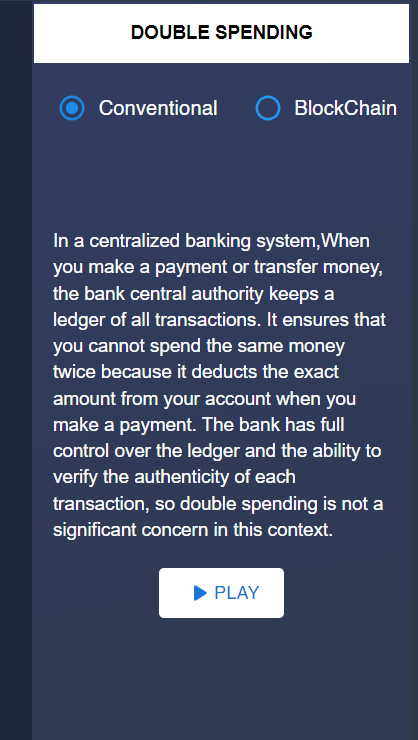 DOUBLE SPENDING
Conventional
BlockChain
In a centralized banking system,When
you make a payment or transfer money,
the bank central authority keeps a
ledger of all transactions. It ensures that
you cannot spend the same money
twice because it deducts the exact
amount from your account when you
make a payment. The bank has full
control over the ledger and the ability to
verify the authenticity of each
transaction, so double spending is not a
significant concern in this context.
PLAY